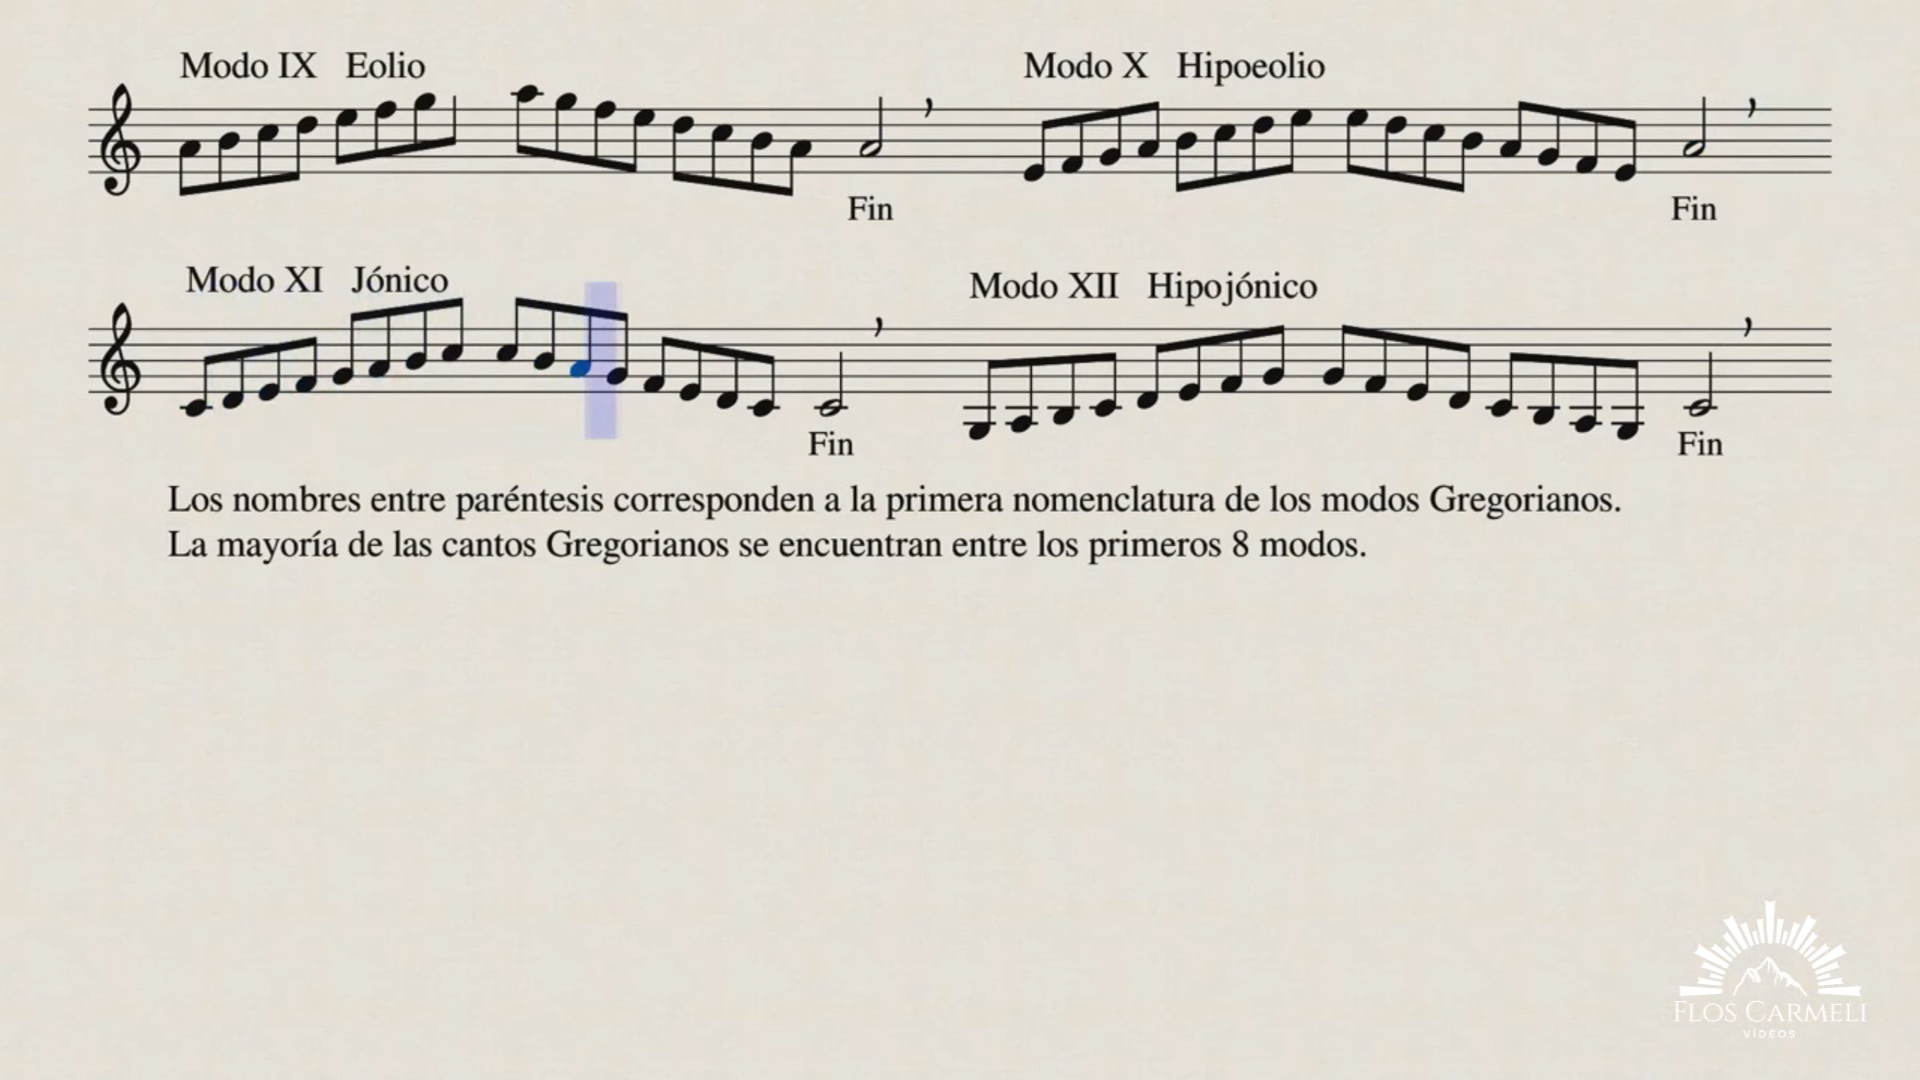 Modo IX Eolio
Modo X Hipoeolio
Fin
Fin
Modo XI Jónico
Modo XII Hipojónico
Fin
Fin
Los nombres entre paréntesis corresponden a la primera nomenclatura de los modos Gregorianos.
La mayoría de las cantos Gregorianos se encuentran entre los primeros 8 modos.
FLOS CARMELI
VÍDEOS